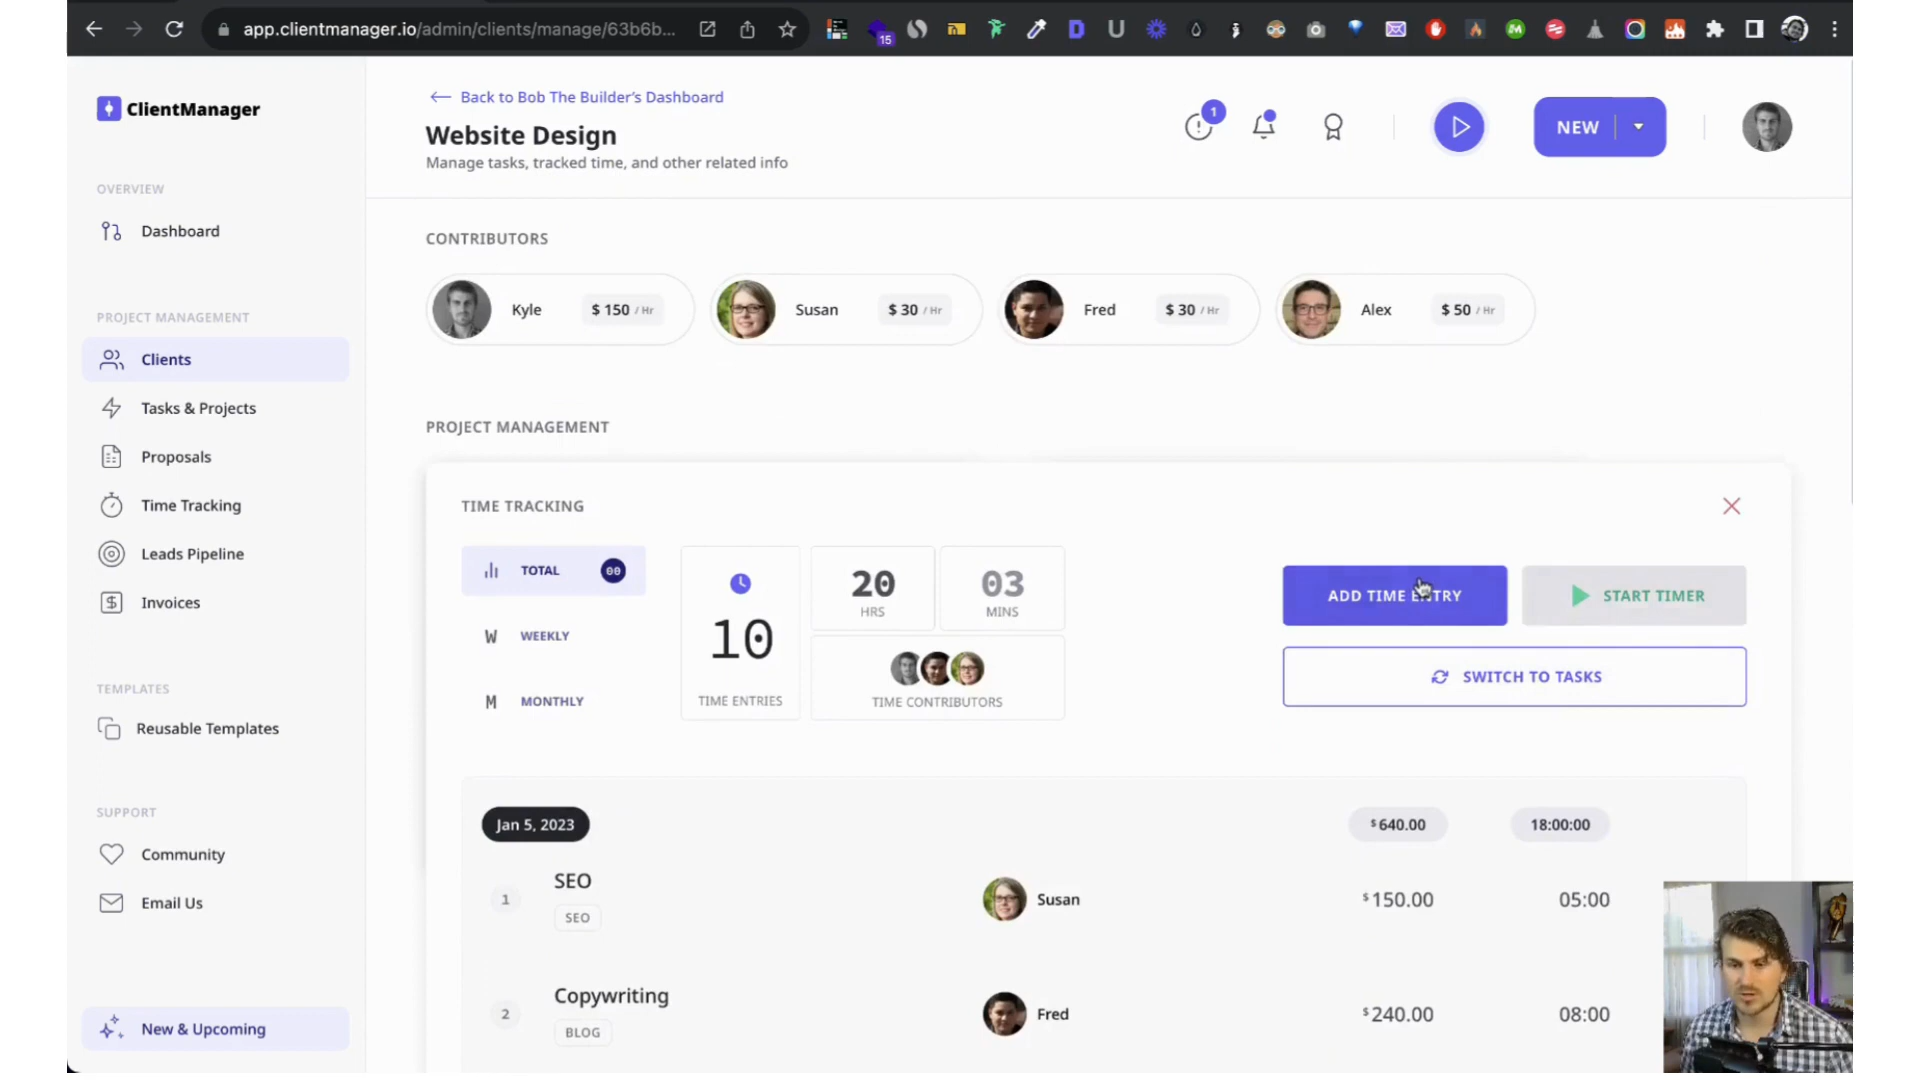 app.clientmanager.io/admin/clients/manage/63b6b...
15
ClientManager
OVERVIEW
Dashboard
PROJECT MANAGEMENT
Clients
Tasks & Projects
Proposals
Time Tracking
Leads Pipeline
Invoices
TEMPLATES
Reusable Templates
SUPPORT
Community
Email Us
New & Upcoming
Back to Bob The Builder’s Dashboard
Website Design
Manage tasks, tracked time, and other related info
1
NEW
CONTRIBUTORS
Kyle $ 150 / Hr
Susan $ 30 / Hr
Fred $ 30 / Hr
Alex $ 50 / Hr
PROJECT MANAGEMENT
TIME TRACKING
TOTAL
W WEEKLY
M MONTHLY
10
TIME ENTRIES
20
HRS
03
MINS
TIME CONTRIBUTORS
ADD TIME ENTRY
START TIMER
SWITCH TO TASKS
Jan 5, 2023 $640.00 18:00:00
1 SEO Susan $150.00 05:00
SEO
2 Copywriting Fred $240.00 08:00
BLOG